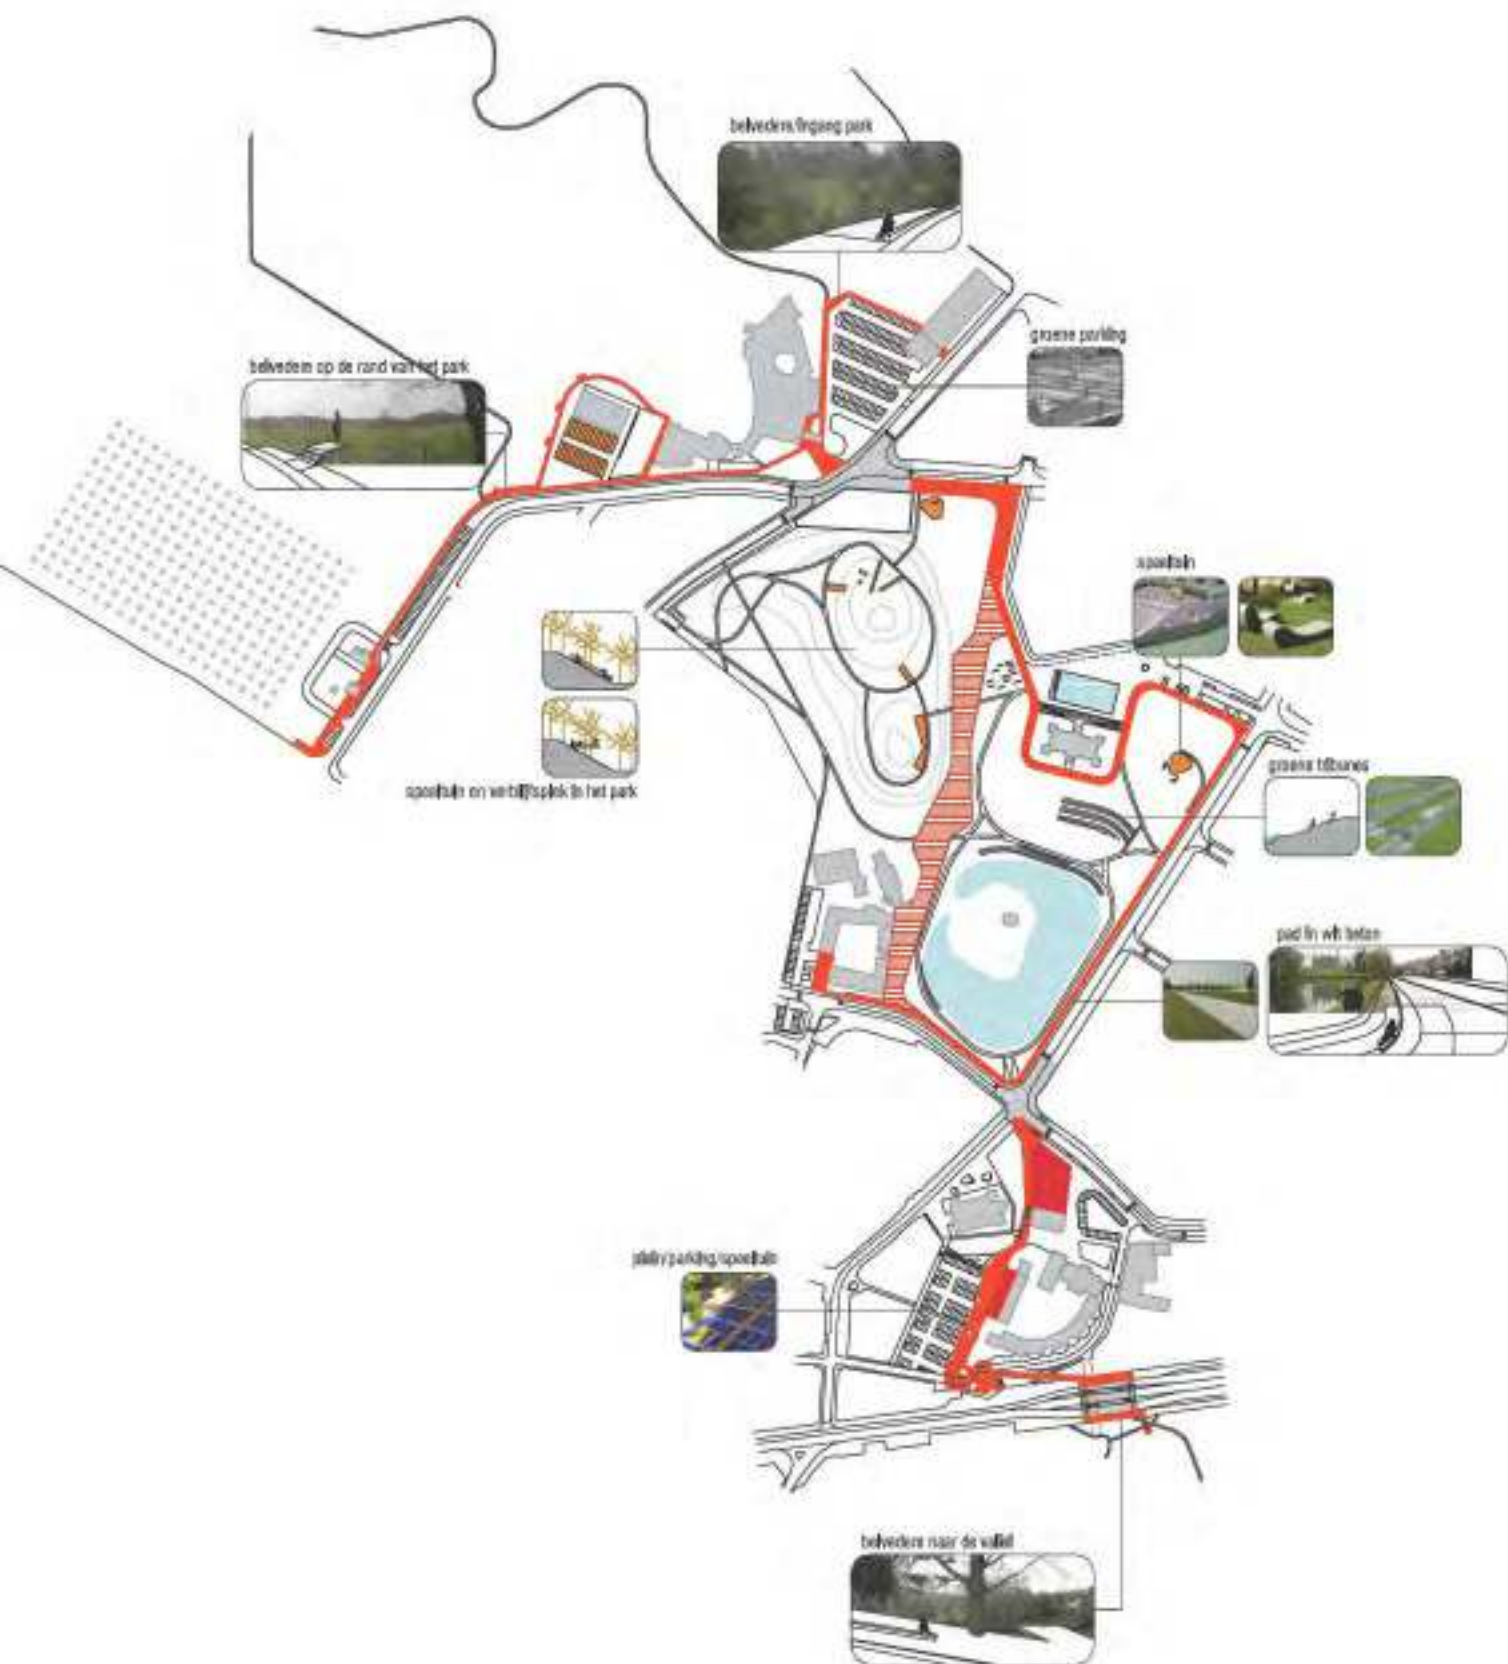 belvedere/ingang park
groene parking
belvedere op de rand van het park
speeltuin
speeltuin en verblijfsplek in het park
groene tribunes
pad in wit beton
plein/parking/speeltuin
belvedere naar de vallei